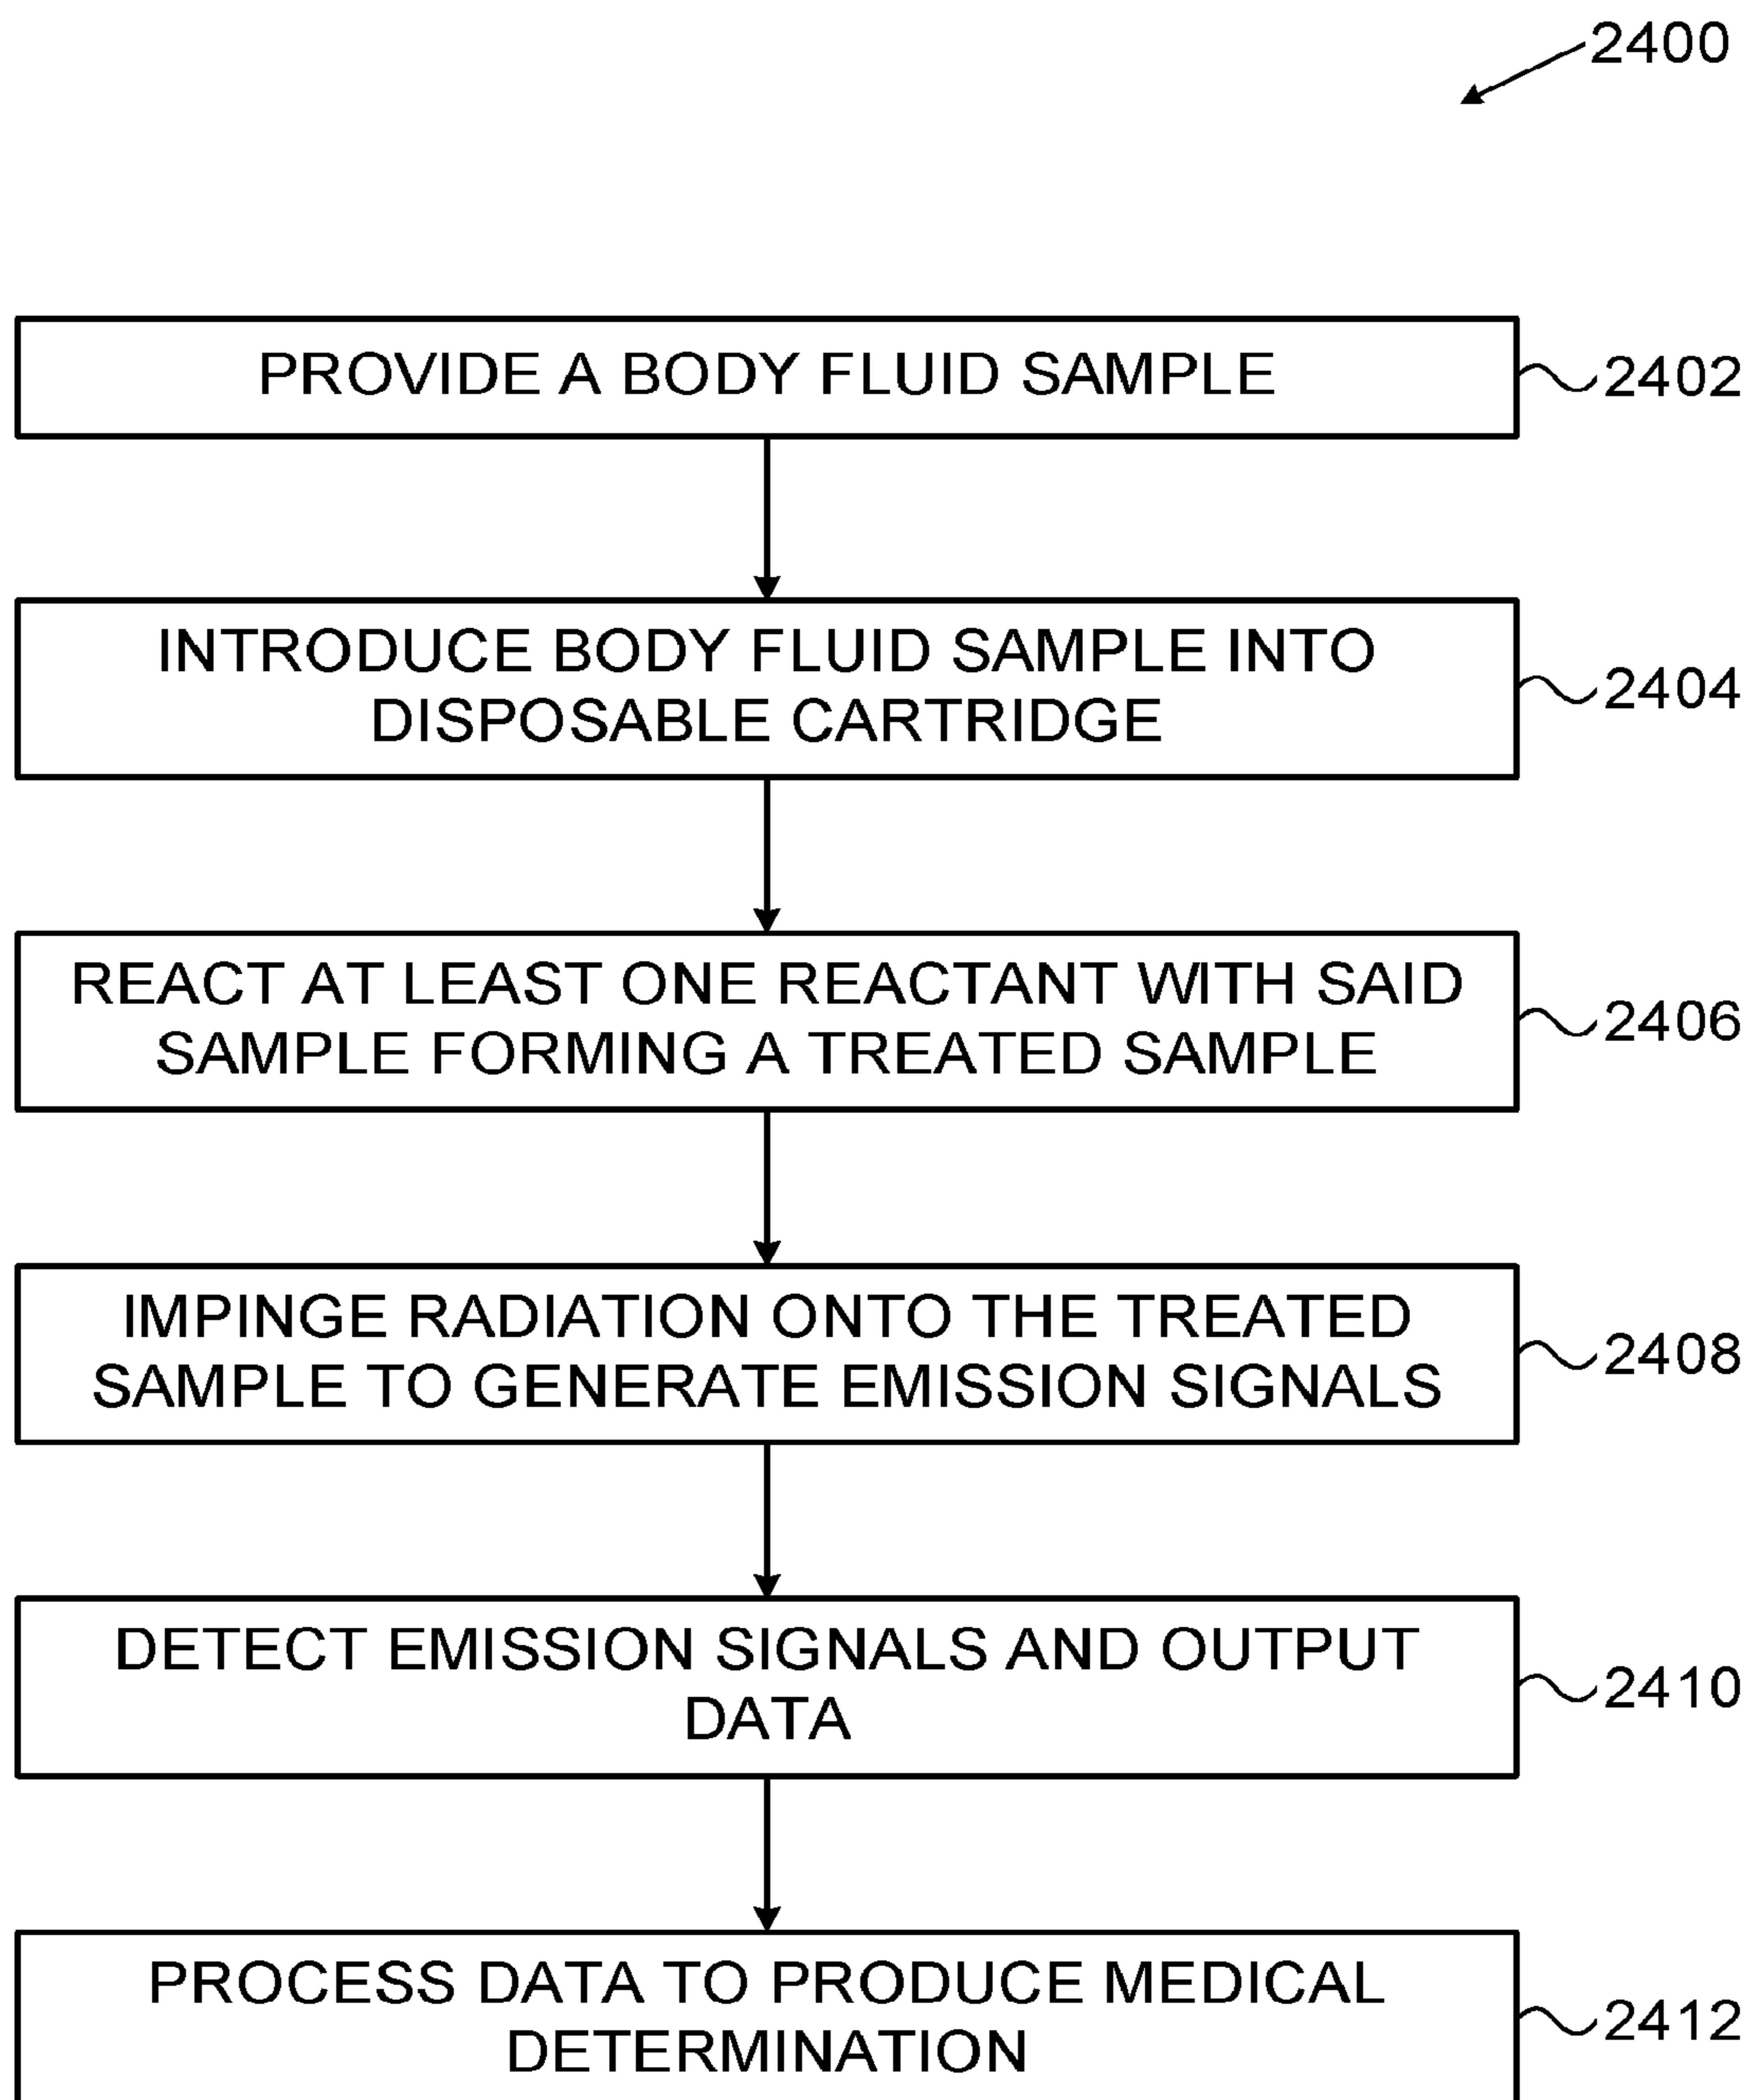 2400
PROVIDE A BODY FLUID SAMPLE
2402
INTRODUCE BODY FLUID SAMPLE INTO
DISPOSABLE CARTRIDGE
2404
REACT AT LEAST ONE REACTANT WITH SAID
SAMPLE FORMING A TREATED SAMPLE
2406
IMPINGE RADIATION ONTO THE TREATED
SAMPLE TO GENERATE EMISSION SIGNALS
2408
DETECT EMISSION SIGNALS AND OUTPUT
DATA
2410
PROCESS DATA TO PRODUCE MEDICAL
DETERMINATION
2412